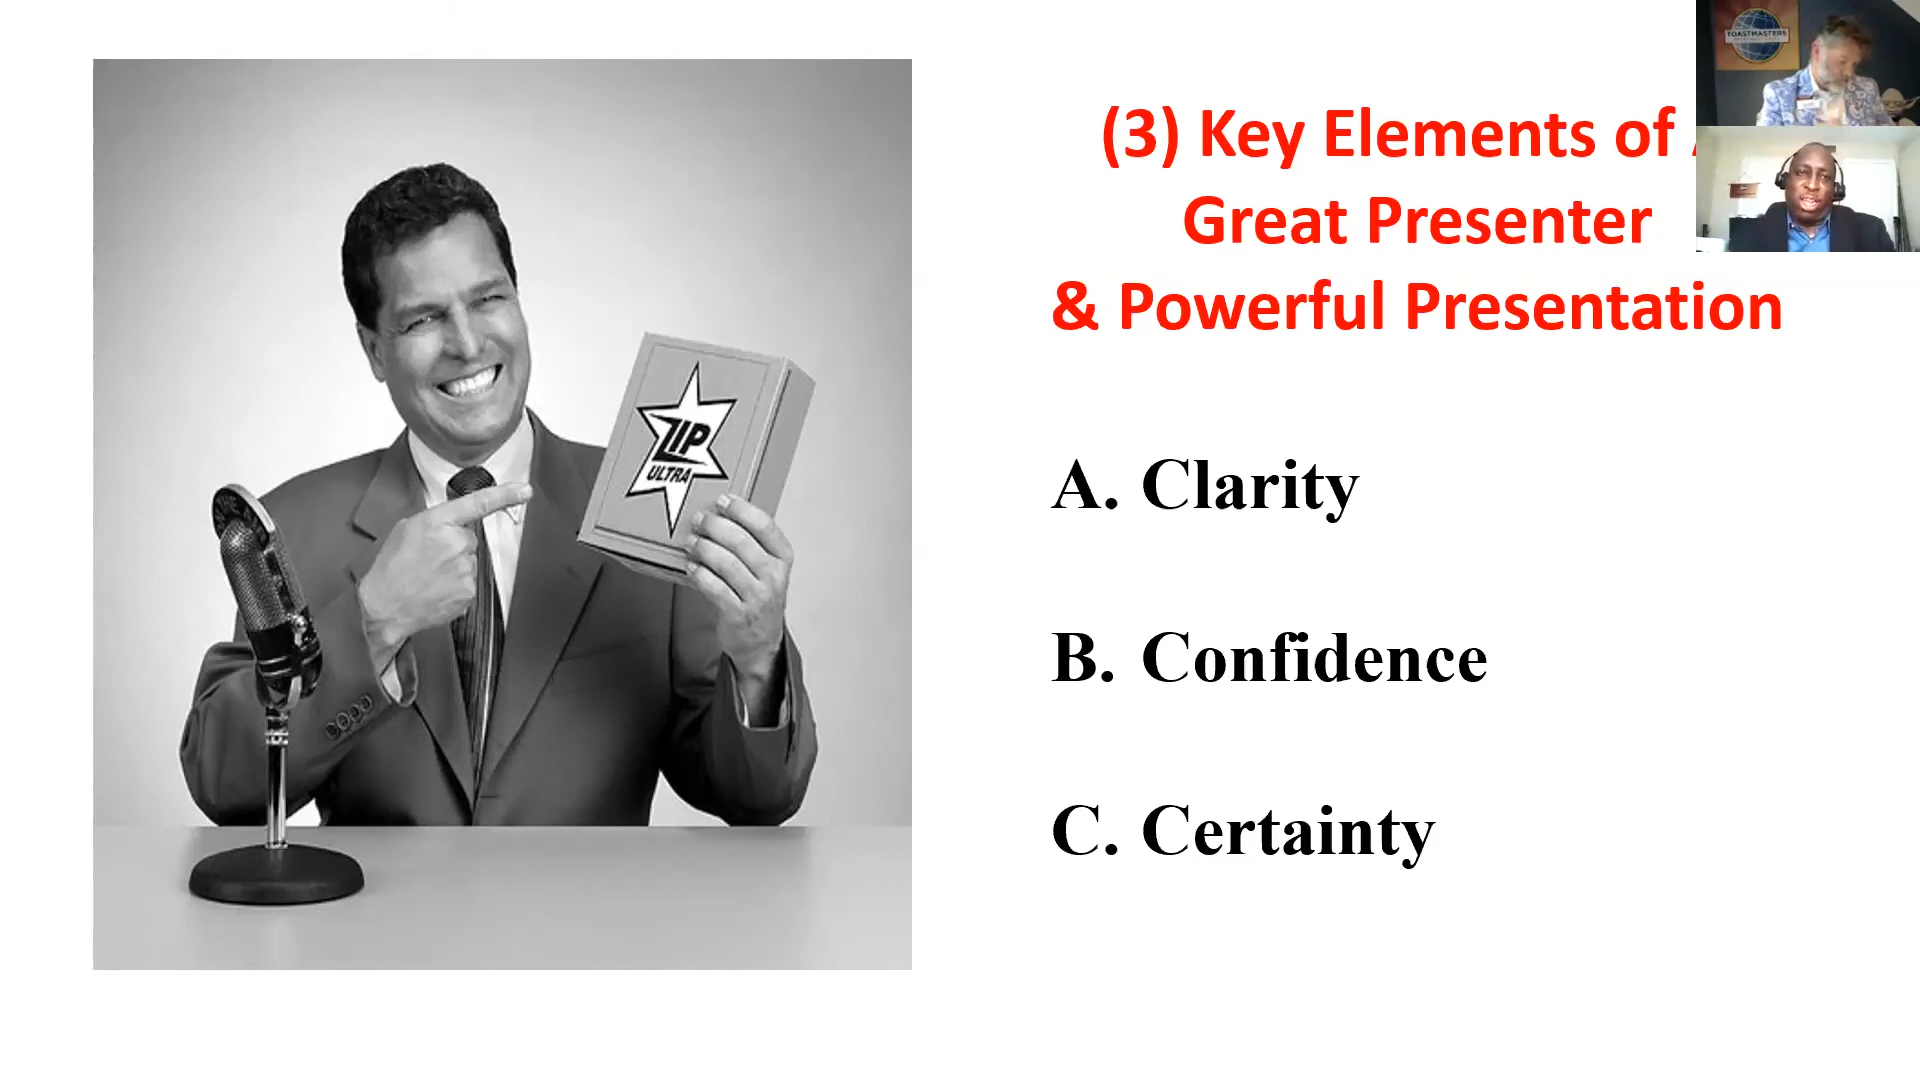 (3) Key Elements of
Great Presenter
& Powerful Presentation
A. Clarity
B. Confidence
C. Certainty
ZIP
ULTRA
TOASTMASTERS